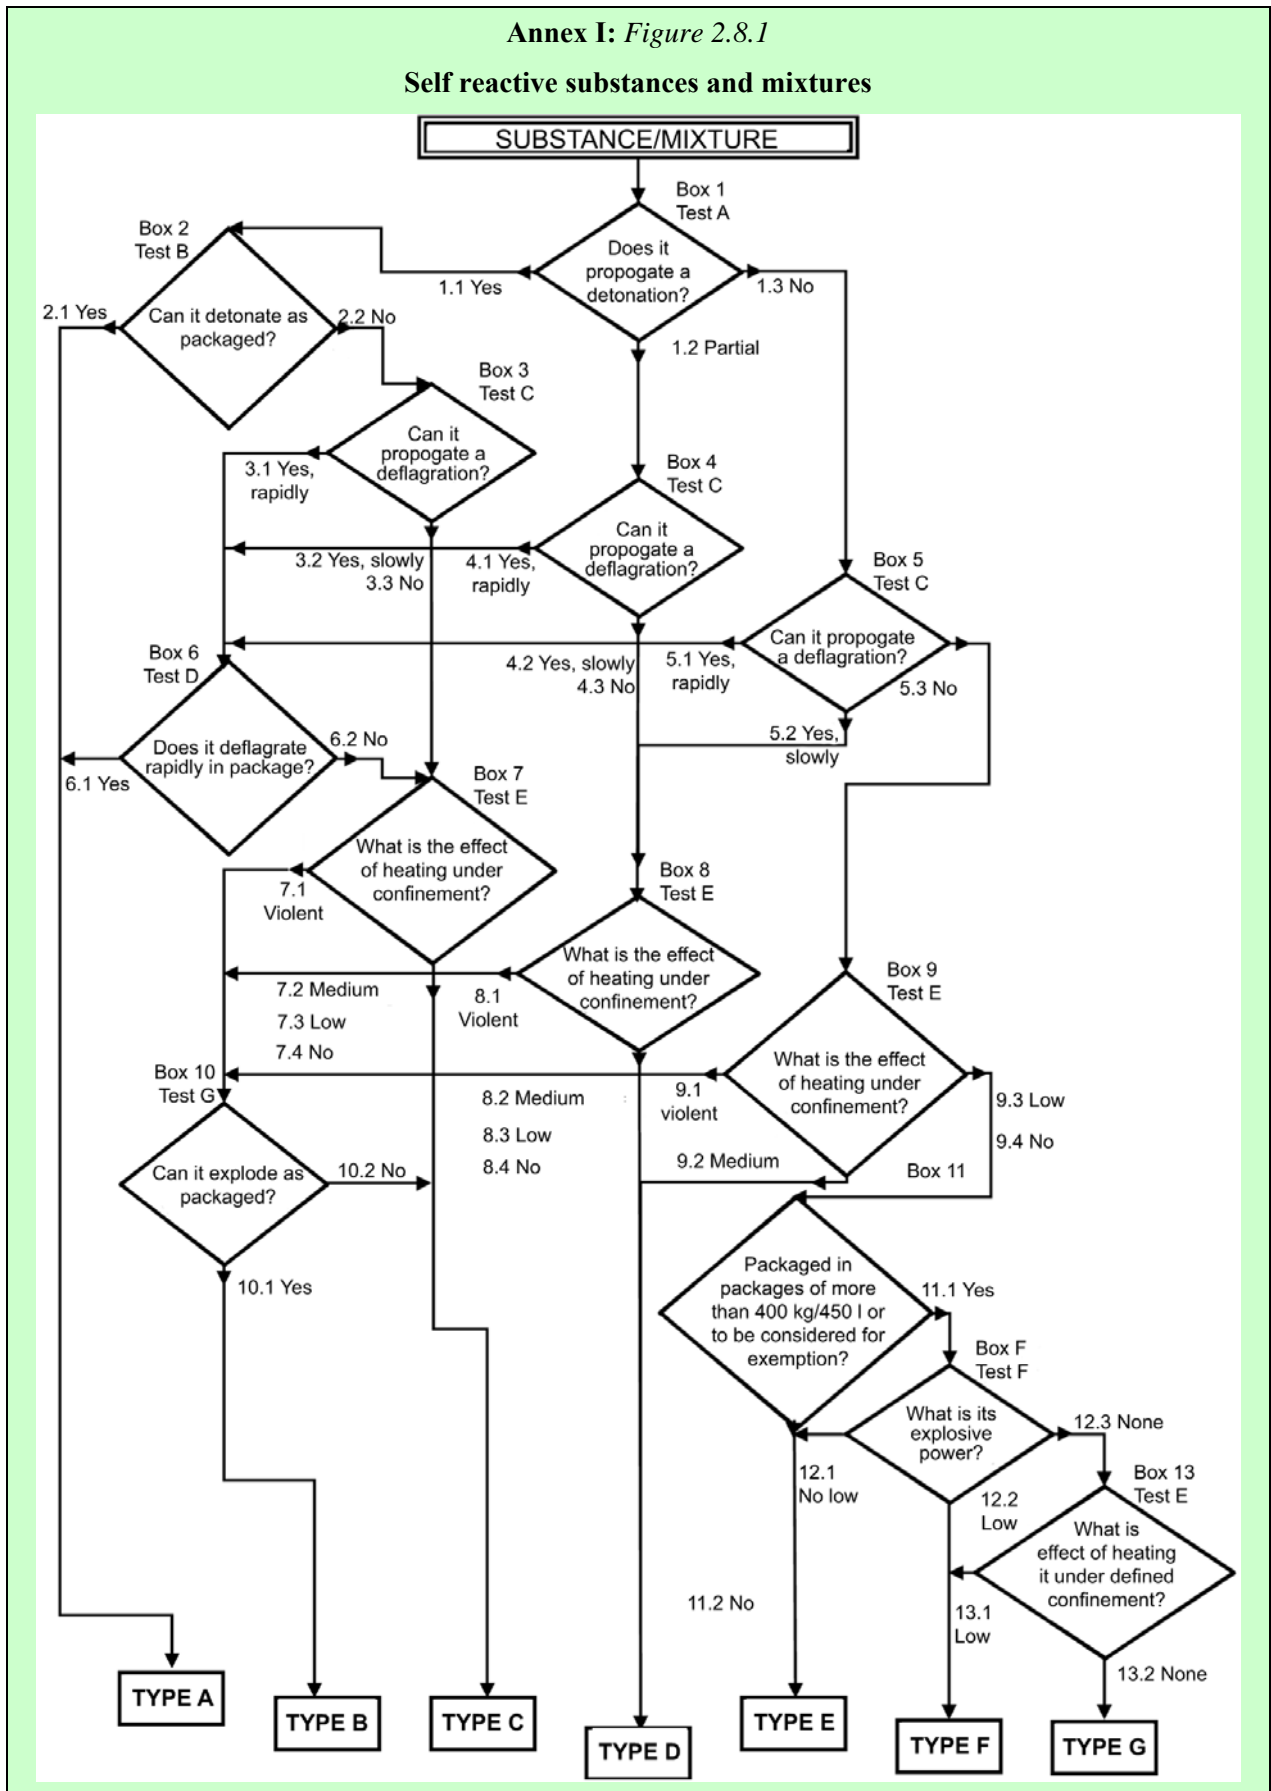 Annex I: Figure 2.8.1
Self reactive substances and mixtures
SUBSTANCE/MIXTURE
Box 1
Test A
Does it
propogate a
detonation?
1.1 Yes
1.3 No
1.2 Partial
Box 2
Test B
Can it detonate as
packaged?
2.1 Yes
2.2 No
Box 3
Test C
Can it
propogate a
deflagration?
3.1 Yes,
rapidly
3.2 Yes, slowly
3.3 No
Box 4
Test C
Can it
propogate a
deflagration?
4.1 Yes,
rapidly
4.2 Yes, slowly
4.3 No
Box 5
Test C
Can it propogate
a deflagration?
5.1 Yes,
rapidly
5.3 No
5.2 Yes,
slowly
Box 6
Test D
Does it deflagrate
rapidly in package?
6.1 Yes
6.2 No
Box 7
Test E
What is the effect
of heating under
confinement?
7.1
Violent
7.2 Medium
7.3 Low
7.4 No
Box 8
Test E
What is the effect
of heating under
confinement?
8.1
Violent
8.2 Medium
8.3 Low
8.4 No
Box 9
Test E
What is the effect
of heating under
confinement?
9.1
violent
9.2 Medium
9.3 Low
9.4 No
Box 10
Test G
Can it explode as
packaged?
10.2 No
10.1 Yes
Box 11
Packaged in
packages of more
than 400 kg/450 l or
to be considered for
exemption?
11.1 Yes
11.2 No
Box F
Test F
What is its
explosive
power?
12.1
No low
12.2
Low
12.3 None
Box 13
Test E
What is
effect of heating
it under defined
confinement?
13.1
Low
13.2 None
TYPE A
TYPE B
TYPE C
TYPE D
TYPE E
TYPE F
TYPE G